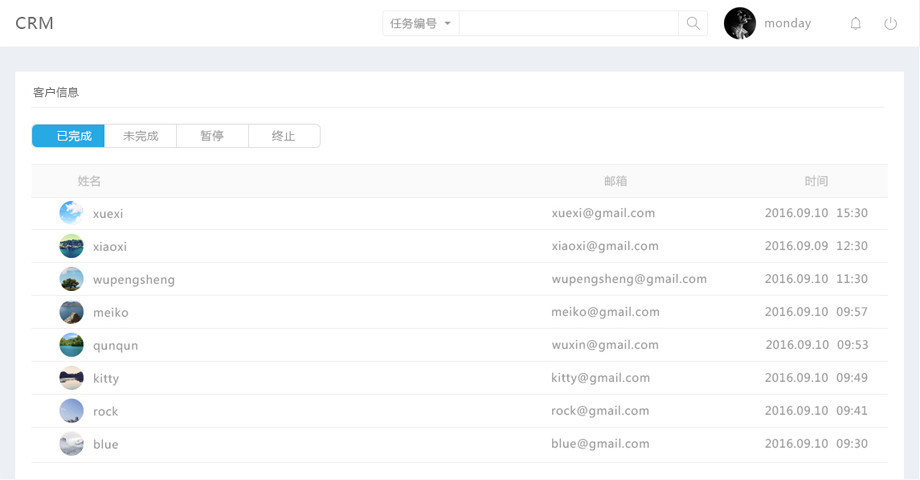 CRM 任务编号 monday
客户信息
已完成 未完成 暂停 终止
姓名 邮箱 时间
xuexi xuexi@gmail.com 2016.09.10 15:30
xiaoxi xiaoxi@gmail.com 2016.09.09 12:30
wupengsheng wupengsheng@gmail.com 2016.09.10 11:30
meiko meiko@gmail.com 2016.09.10 09:57
qunqun wuxin@gmail.com 2016.09.10 09:53
kitty kitty@gmail.com 2016.09.10 09:49
rock rock@gmail.com 2016.09.10 09:41
blue blue@gmail.com 2016.09.10 09:30